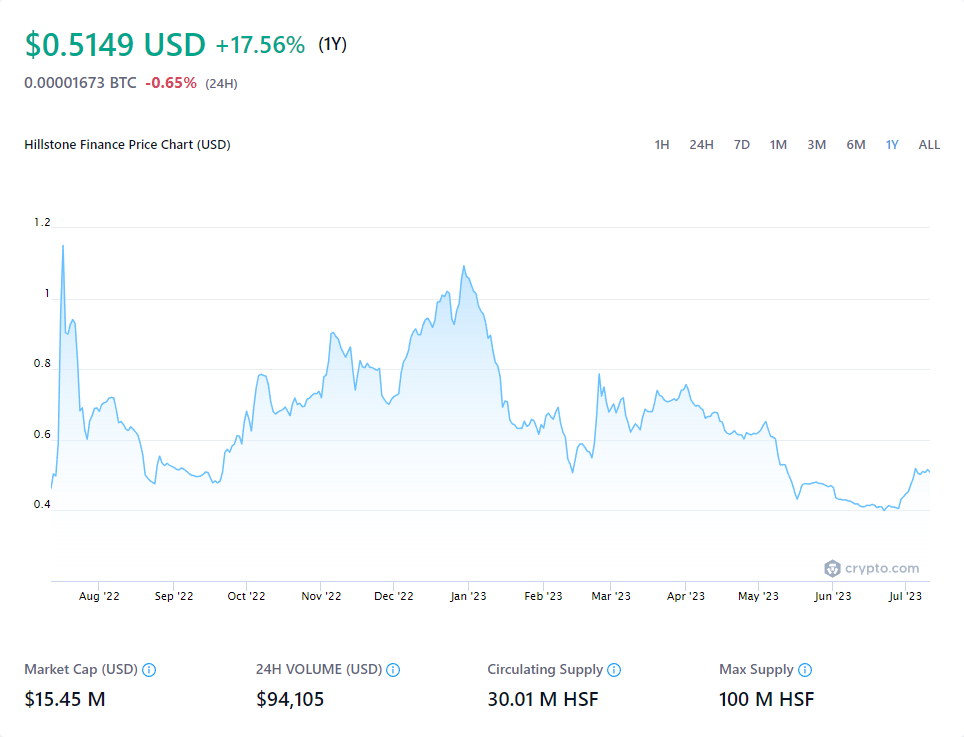 $0.5149 USD +17.56% (1Y)
0.00001673 BTC -0.65% (24H)
Hillstone Finance Price Chart (USD) 1H 24H 7D 1M 3M 6M 1Y ALL
1.2
1
0.8
0.6
0.4
crypto.com
Aug '22 Sep '22 Oct '22 Nov '22 Dec '22 Jan '23 Feb '23 Mar '23 Apr '23 May '23 Jun '23 Jul '23
Market Cap (USD) 24H VOLUME (USD) Circulating Supply Max Supply
$15.45 M $94,105 30.01 M HSF 100 M HSF